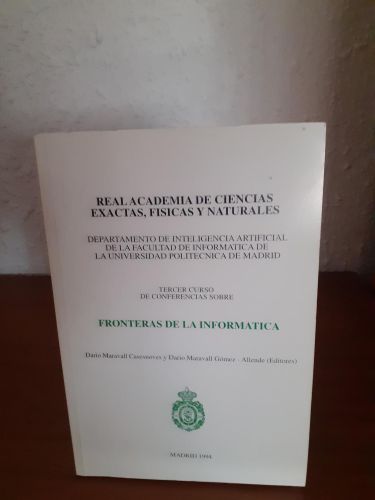 REAL ACADEMIA DE CIENCIAS
EXACTAS, FISICAS Y NATURALES
DEPARTAMENTO DE INTELIGENCIA ARTIFICIAL
DE LA FACULTAD DE INFORMATICA DE
LA UNIVERSIDAD POLITECNICA DE MADRID
TERCER CURSO
DE CONFERENCIAS SOBRE
FRONTERAS DE LA INFORMATICA
Darío Maravall Casesnoves y Darío Maravall Gómez - Allende (Editores)
MADRID 1994